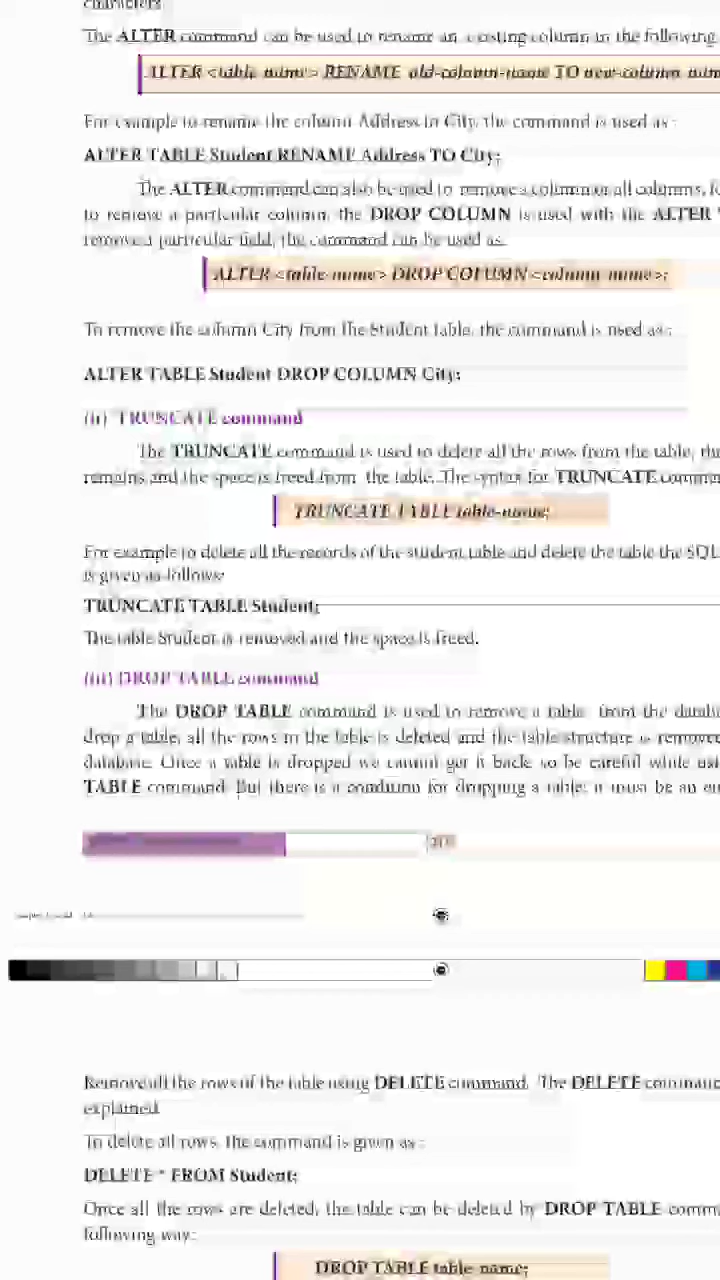 characters
The ALTER command can be used to rename an existing column in the following
ALTER <table-name> RENAME old-column-name TO new-column-name
For example to rename the column Address to City, the command is used as :
ALTER TABLE Student RENAME Address TO City;
The ALTER command can also be used to remove a column or all columns, fo
to remove a particular column, the DROP COLUMN is used with the ALTER T
remove a particular field, the command can be used as:
ALTER <table-name> DROP COLUMN <column-name>;
To remove the column City from the Student table, the command is used as :
ALTER TABLE Student DROP COLUMN City;
(ii) TRUNCATE command
The TRUNCATE command is used to delete all the rows from the table, the
remains and the space is freed from the table. The syntax for TRUNCATE comman
TRUNCATE TABLE table-name;
For example to delete all the records of the student table and delete the table the SQL
is given as follows:
TRUNCATE TABLE Student;
The table Student is removed and the space is freed.
(iii) DROP TABLE command
The DROP TABLE command is used to remove a table from the databa
drop a table, all the rows in the table is deleted and the table structure is removed
database. Once a table is dropped we cannot get it back, so be careful while usi
TABLE command. But there is a condition for dropping a table; it must be an em
Remove all the rows of the table using DELETE command. The DELETE command
explained.
To delete all rows, the command is given as :
DELETE * FROM Student;
Once all the rows are deleted, the table can be deleted by DROP TABLE comm
following way:
DROP TABLE table-name;